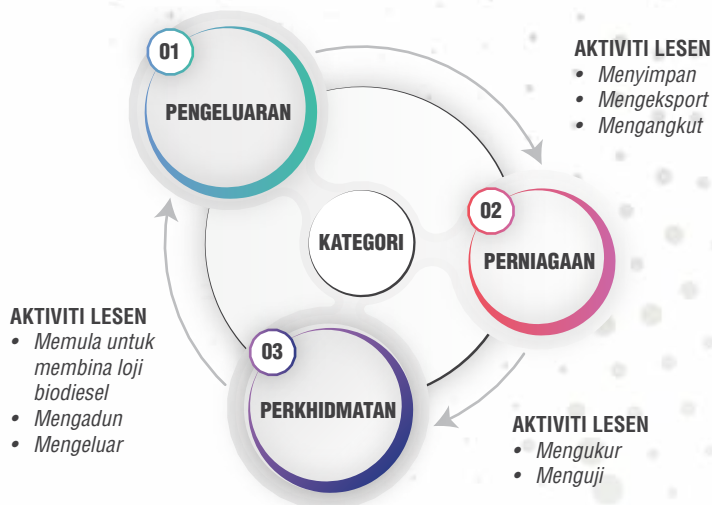 01
PENGELUARAN
AKTIVITI LESEN
• Menyimpan
• Mengeksport
• Mengangkut
02
PERNIAGAAN
KATEGORI
AKTIVITI LESEN
• Memula untuk
membina loji
biodiesel
• Mengadun
• Mengeluar
03
PERKHIDMATAN
AKTIVITI LESEN
• Mengukur
• Menguji